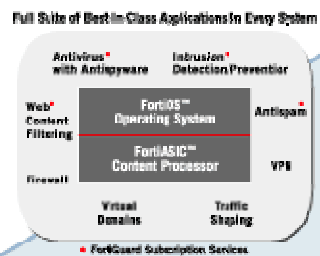 Full Suite of Best-In-Class Applications In Every System
Antivirus*
with Antispyware
Intrusion*
Detection/Prevention
Web*
Content
Filtering
FortiOS™
Operating System
Antispam*
FortiASIC™
Content Processor
Firewall
VPN
Virtual
Domains
Traffic
Shaping
* FortiGuard Subscription Services